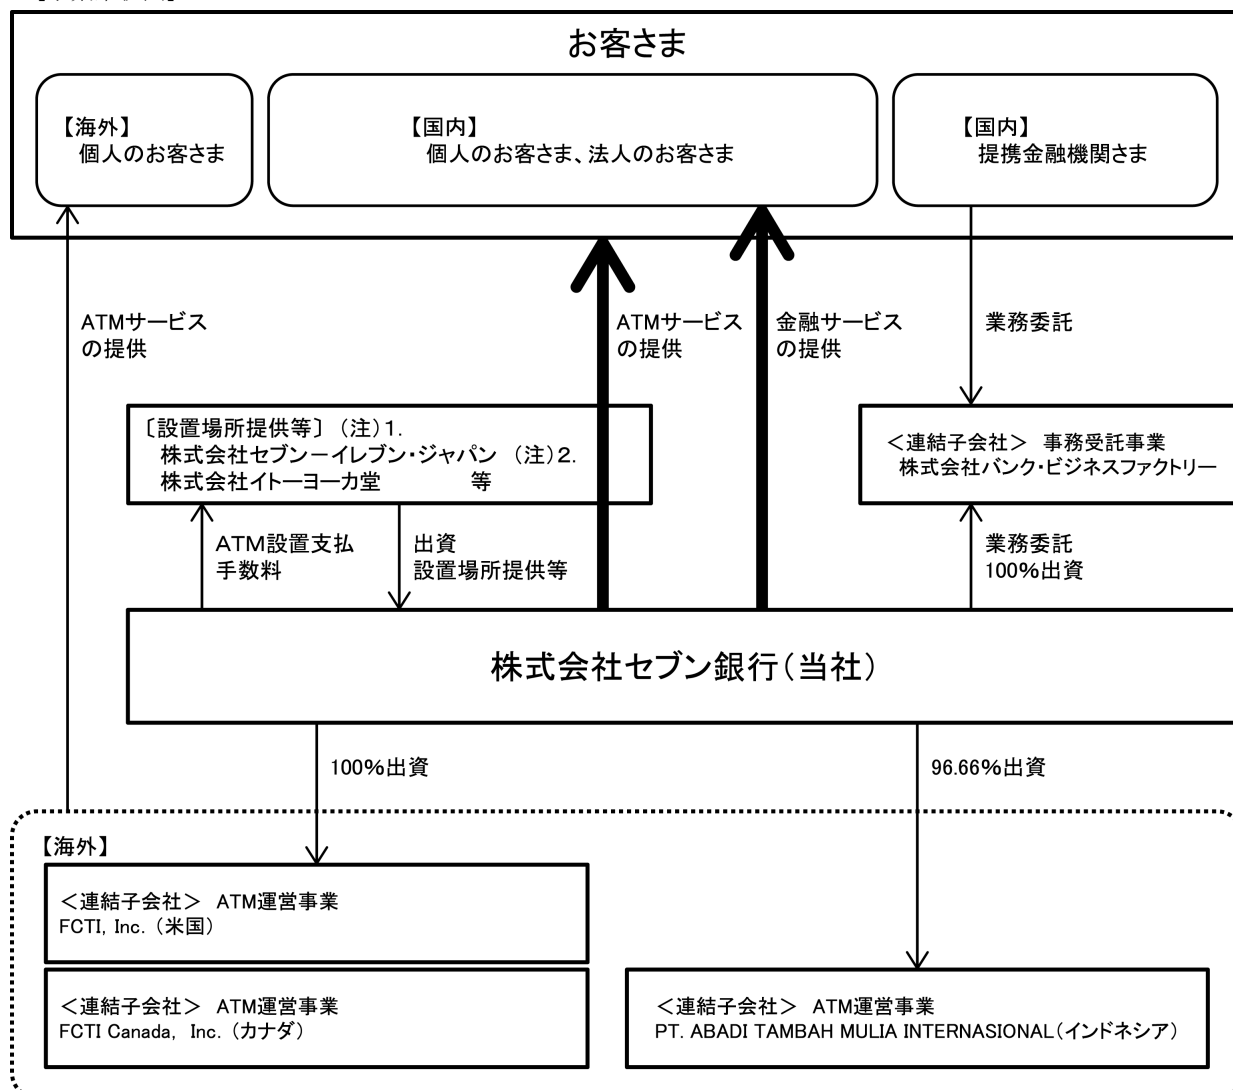 お客さま
【海外】
個人のお客さま
【国内】
個人のお客さま、法人のお客さま
【国内】
提携金融機関さま
ATMサービス
の提供
ATMサービス
の提供
金融サービス
の提供
業務委託
〔設置場所提供等〕 (注)1.
株式会社セブン-イレブン・ジャパン (注)2.
株式会社イトーヨーカ堂 等
<連結子会社> 事務受託事業
株式会社バンク・ビジネスファクトリー
ATM設置支払
手数料
出資
設置場所提供等
業務委託
100%出資
株式会社セブン銀行(当社)
100%出資
96.66%出資
【海外】
<連結子会社> ATM運営事業
FCTI, Inc. (米国)
<連結子会社> ATM運営事業
FCTI Canada, Inc. (カナダ)
<連結子会社> ATM運営事業
PT. ABADI TAMBAH MULIA INTERNASIONAL(インドネシア)